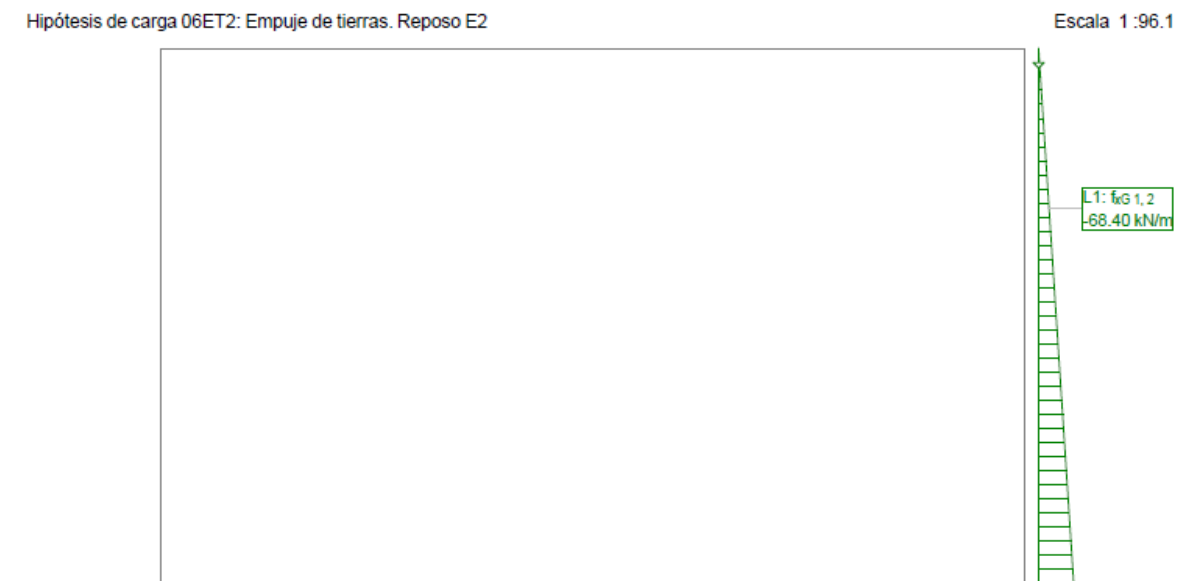 Hipótesis de carga 06ET2: Empuje de tierras. Reposo E2
Escala 1 :96.1
L1: fxG 1, 2
-68.40 kN/m